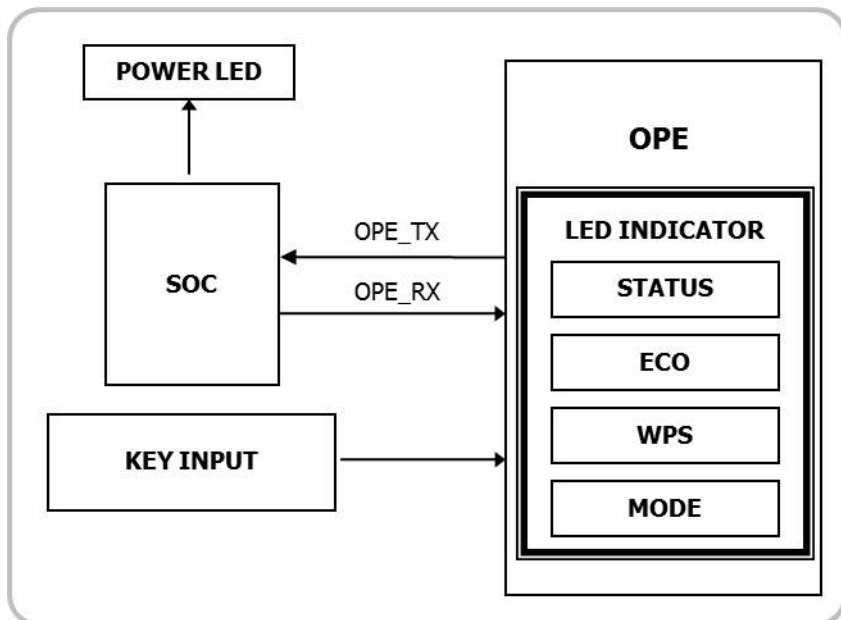 POWER LED
OPE
OPE_TX
LED INDICATOR
SOC
STATUS
OPE_RX
ECO
WPS
KEY INPUT
MODE